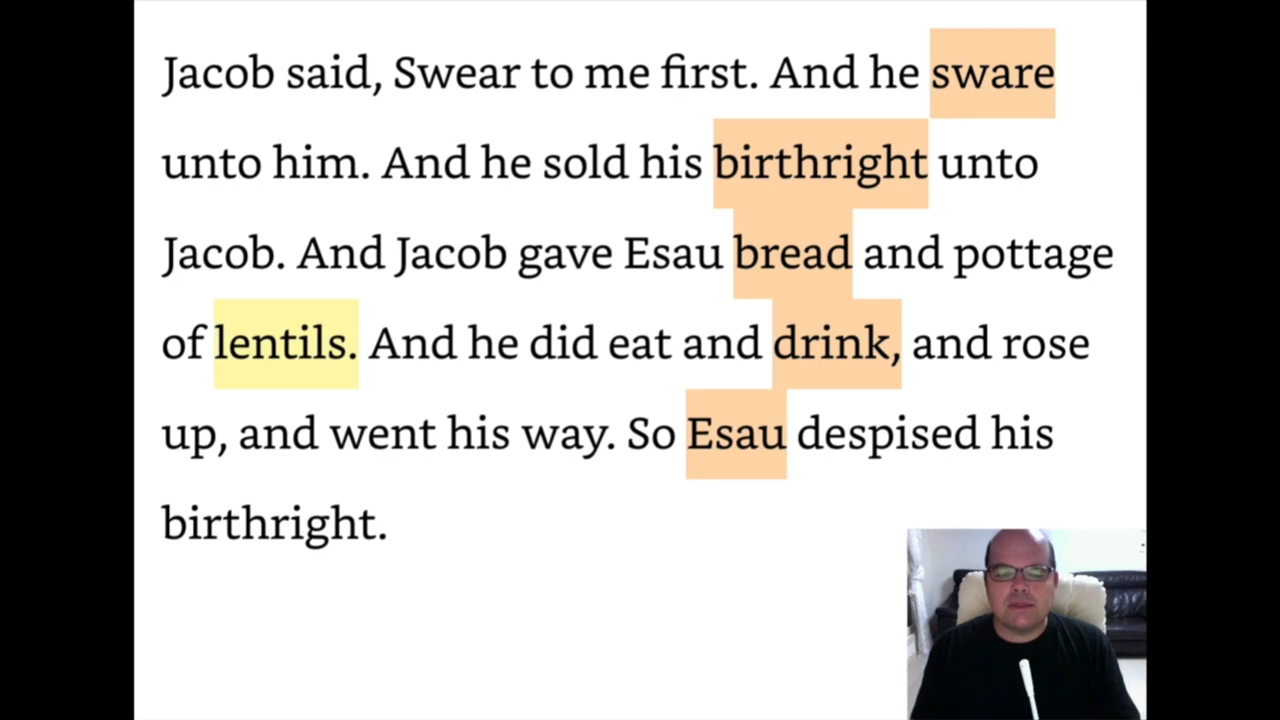 Jacob said, Swear to me first. And he sware
unto him. And he sold his birthright unto
Jacob. And Jacob gave Esau bread and pottage
of lentils. And he did eat and drink, and rose
up, and went his way. So Esau despised his
birthright.